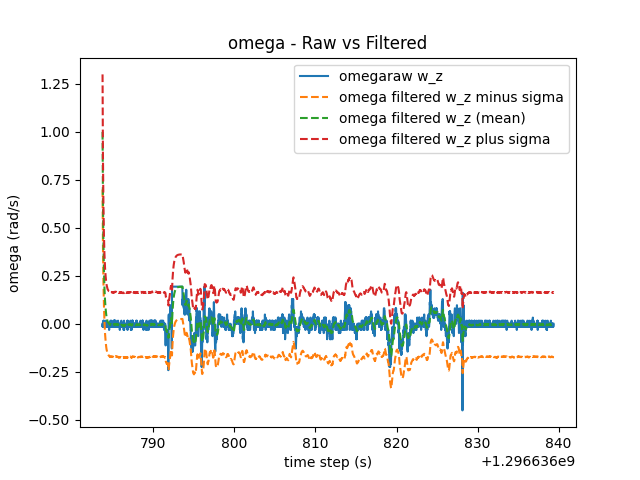 omega - Raw vs Filtered
omegaraw w_z
omega filtered w_z minus sigma
omega filtered w_z (mean)
omega filtered w_z plus sigma
omega (rad/s)
1.25
1.00
0.75
0.50
0.25
0.00
−0.25
−0.50
790 800 810 820 830 840
time step (s)
+1.296636e9